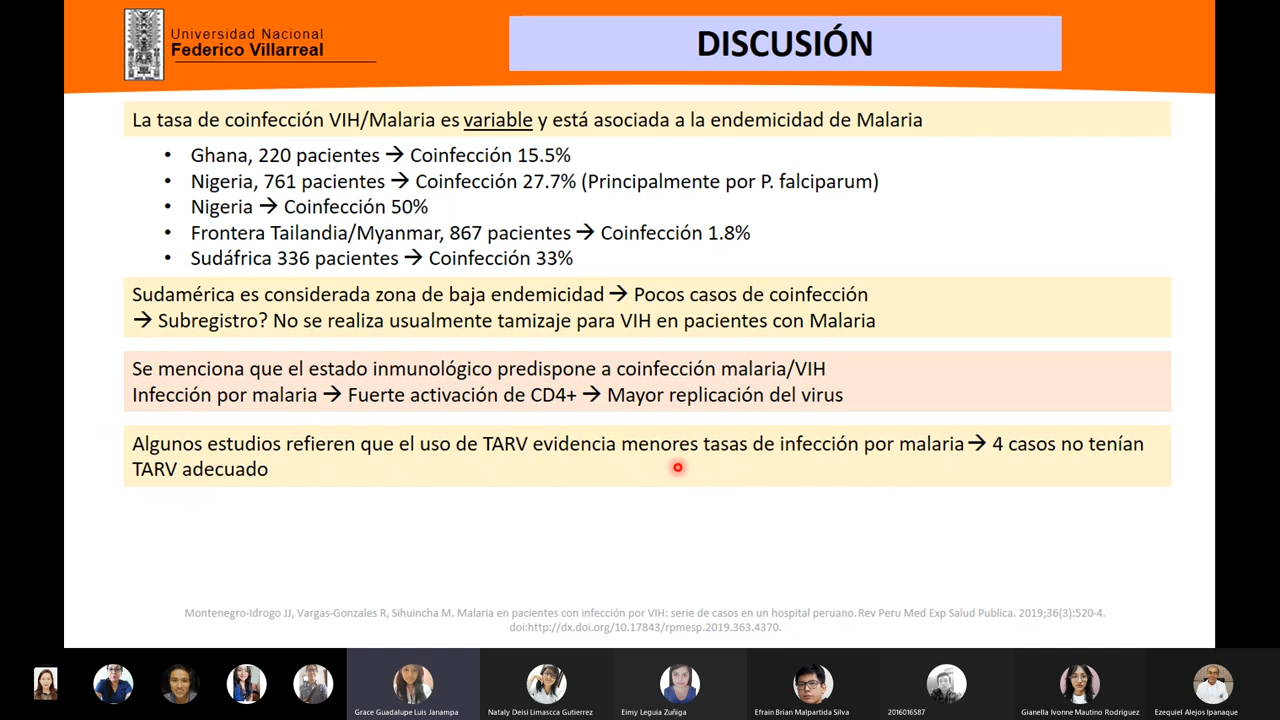 Universidad Nacional
Federico Villarreal
DISCUSIÓN
La tasa de coinfección VIH/Malaria es variable y está asociada a la endemicidad de Malaria
• Ghana, 220 pacientes → Coinfección 15.5%
• Nigeria, 761 pacientes → Coinfección 27.7% (Principalmente por P. falciparum)
• Nigeria → Coinfección 50%
• Frontera Tailandia/Myanmar, 867 pacientes → Coinfección 1.8%
• Sudáfrica 336 pacientes → Coinfección 33%
Sudamérica es considerada zona de baja endemicidad → Pocos casos de coinfección
→ Subregistro? No se realiza usualmente tamizaje para VIH en pacientes con Malaria
Se menciona que el estado inmunológico predispone a coinfección malaria/VIH
Infección por malaria → Fuerte activación de CD4+ → Mayor replicación del virus
Algunos estudios refieren que el uso de TARV evidencia menores tasas de infección por malaria → 4 casos no tenían
TARV adecuado
Montenegro-Idrogo JJ, Vargas-Gonzales R, Sihuincha M. Malaria en pacientes con infección por VIH: serie de casos en un hospital peruano. Rev Peru Med Exp Salud Publica. 2019;36(3):520-4.
doi:http://dx.doi.org/10.17843/rpmesp.2019.363.4370.
Grace Guadalupe Luis Janampa
Nataly Deisi Limascca Gutierrez
Eimy Leguia Zuñiga
Efrain Brian Malpartida Silva
2016016587
Gianella Ivonne Mautino Rodriguez
Ezequiel Alejos Ipanaque